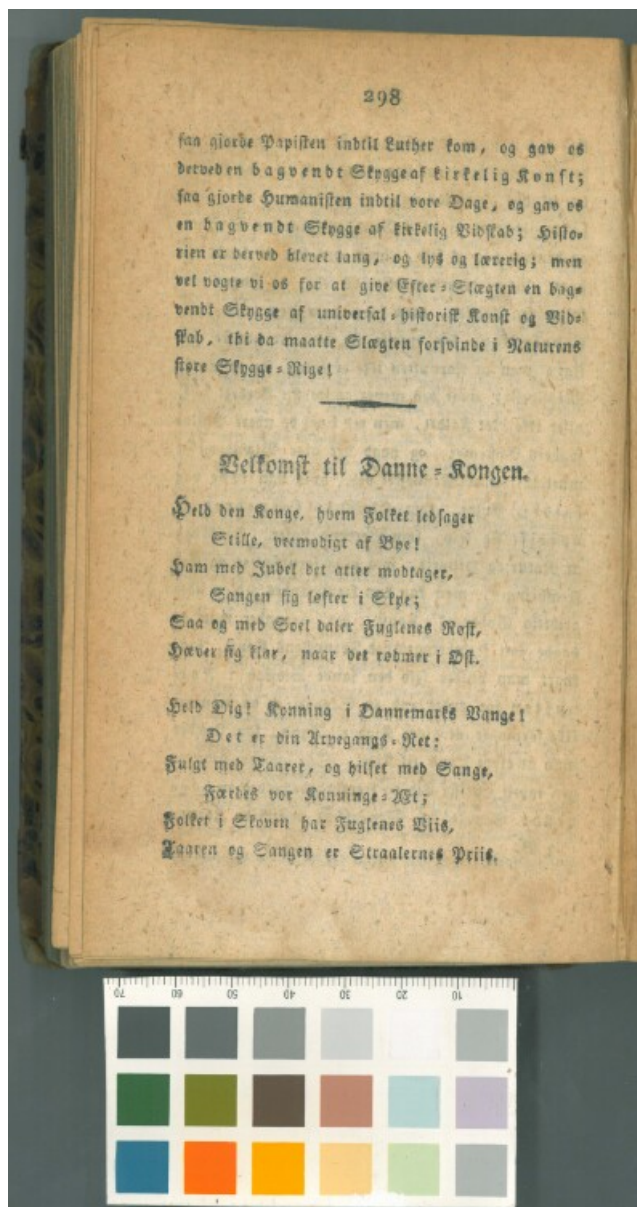 298
saa gjorde Papisten indtil Luther kom, og gav os
derved en bagvendt Skygge af kirkelig Konst;
saa gjorde Humanisten indtil vore Dage, og gav os
en bagvendt Skygge af kirkelig Vidskab; Histo-
rien er derved blevet lang, og lys og lærerig; men
vel vogte vi os for at give Efter-Slægten en bag-
vendt Skygge af universal-historisk Konst og Vid-
skab, thi da maatte Slægten forsvinde i Naturens
store Skygge-Rige!
Velkomst til Danne-Kongen.
Held den Konge, hvem Folket ledsager
Stille, veemodigt af Bye!
Ham med Jubel det atter modtager,
Sangen sig løfter i Skye;
Saa og med Soel daler Fuglenes Røst,
Hæver sig klar, naar det rødmer i Øst.
Held Dig! Konning i Dannemarks Vange!
Det er din Arvegangs-Ret:
Fulgt med Taarer, og hilset med Sange,
Færdes vor Konninge-Æt;
Folket i Skoven har Fuglenes Viis,
Taaren og Sangen er Straalernes Priis.
70 60 50 40 30 20 10